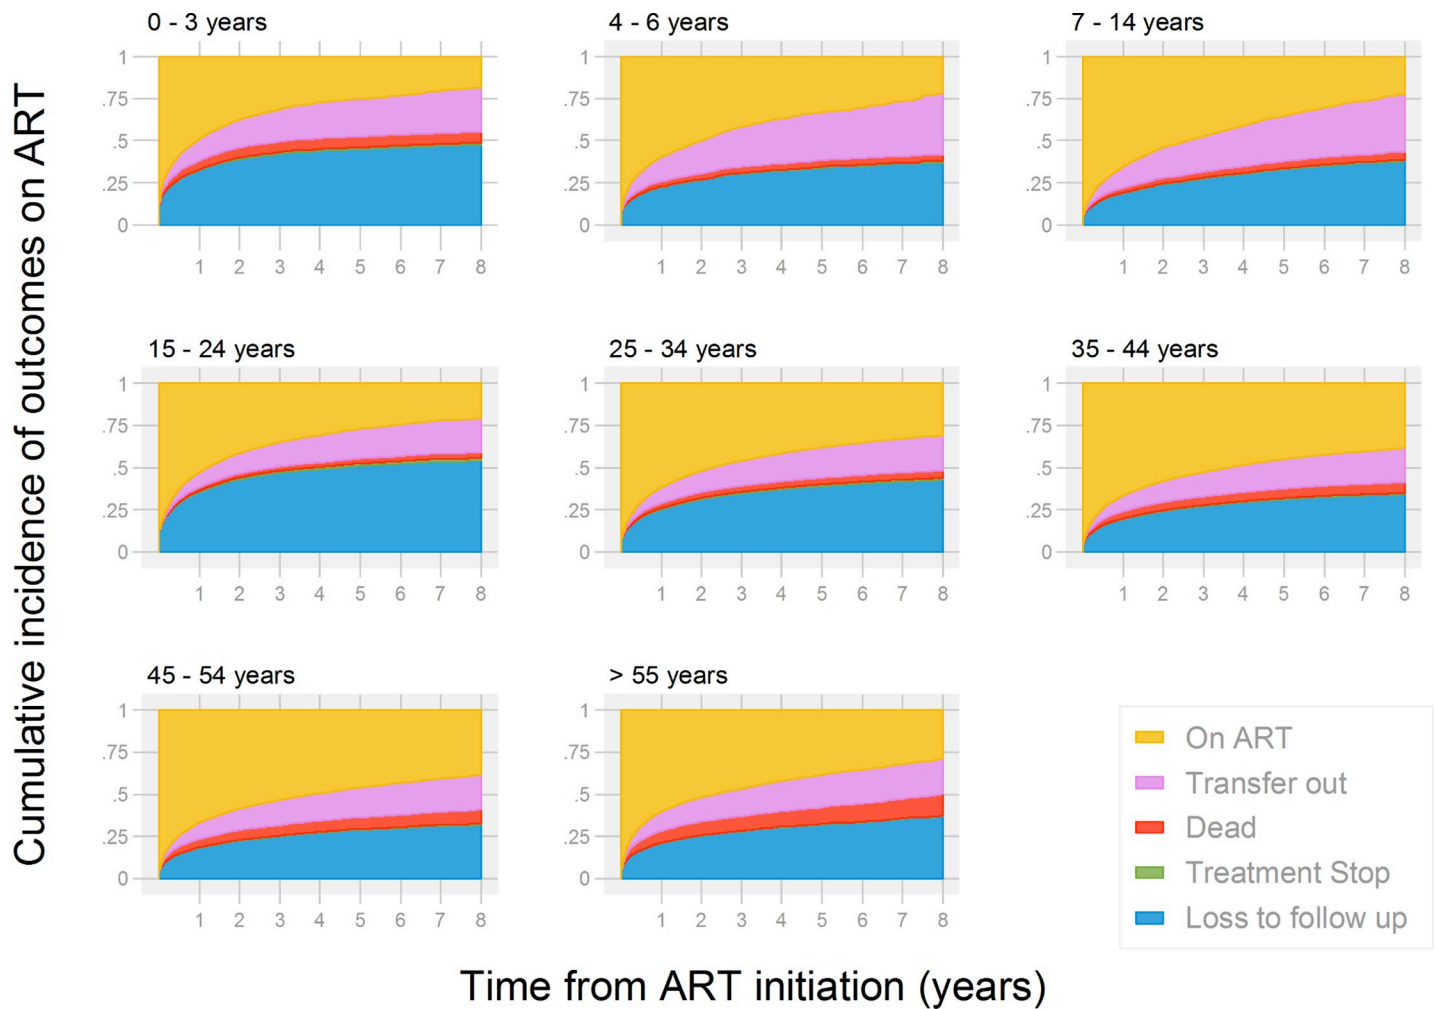 Cumulative incidence of outcomes on ART
0 - 3 years
1
.75
.5
.25
0
1 2 3 4 5 6 7 8
4 - 6 years
1
.75
.5
.25
0
1 2 3 4 5 6 7 8
7 - 14 years
1
.75
.5
.25
0
1 2 3 4 5 6 7 8
15 - 24 years
1
.75
.5
.25
0
1 2 3 4 5 6 7 8
25 - 34 years
1
.75
.5
.25
0
1 2 3 4 5 6 7 8
35 - 44 years
1
.75
.5
.25
0
1 2 3 4 5 6 7 8
45 - 54 years
1
.75
.5
.25
0
1 2 3 4 5 6 7 8
> 55 years
1
.75
.5
.25
0
1 2 3 4 5 6 7 8
On ART
Transfer out
Dead
Treatment Stop
Loss to follow up
Time from ART initiation (years)